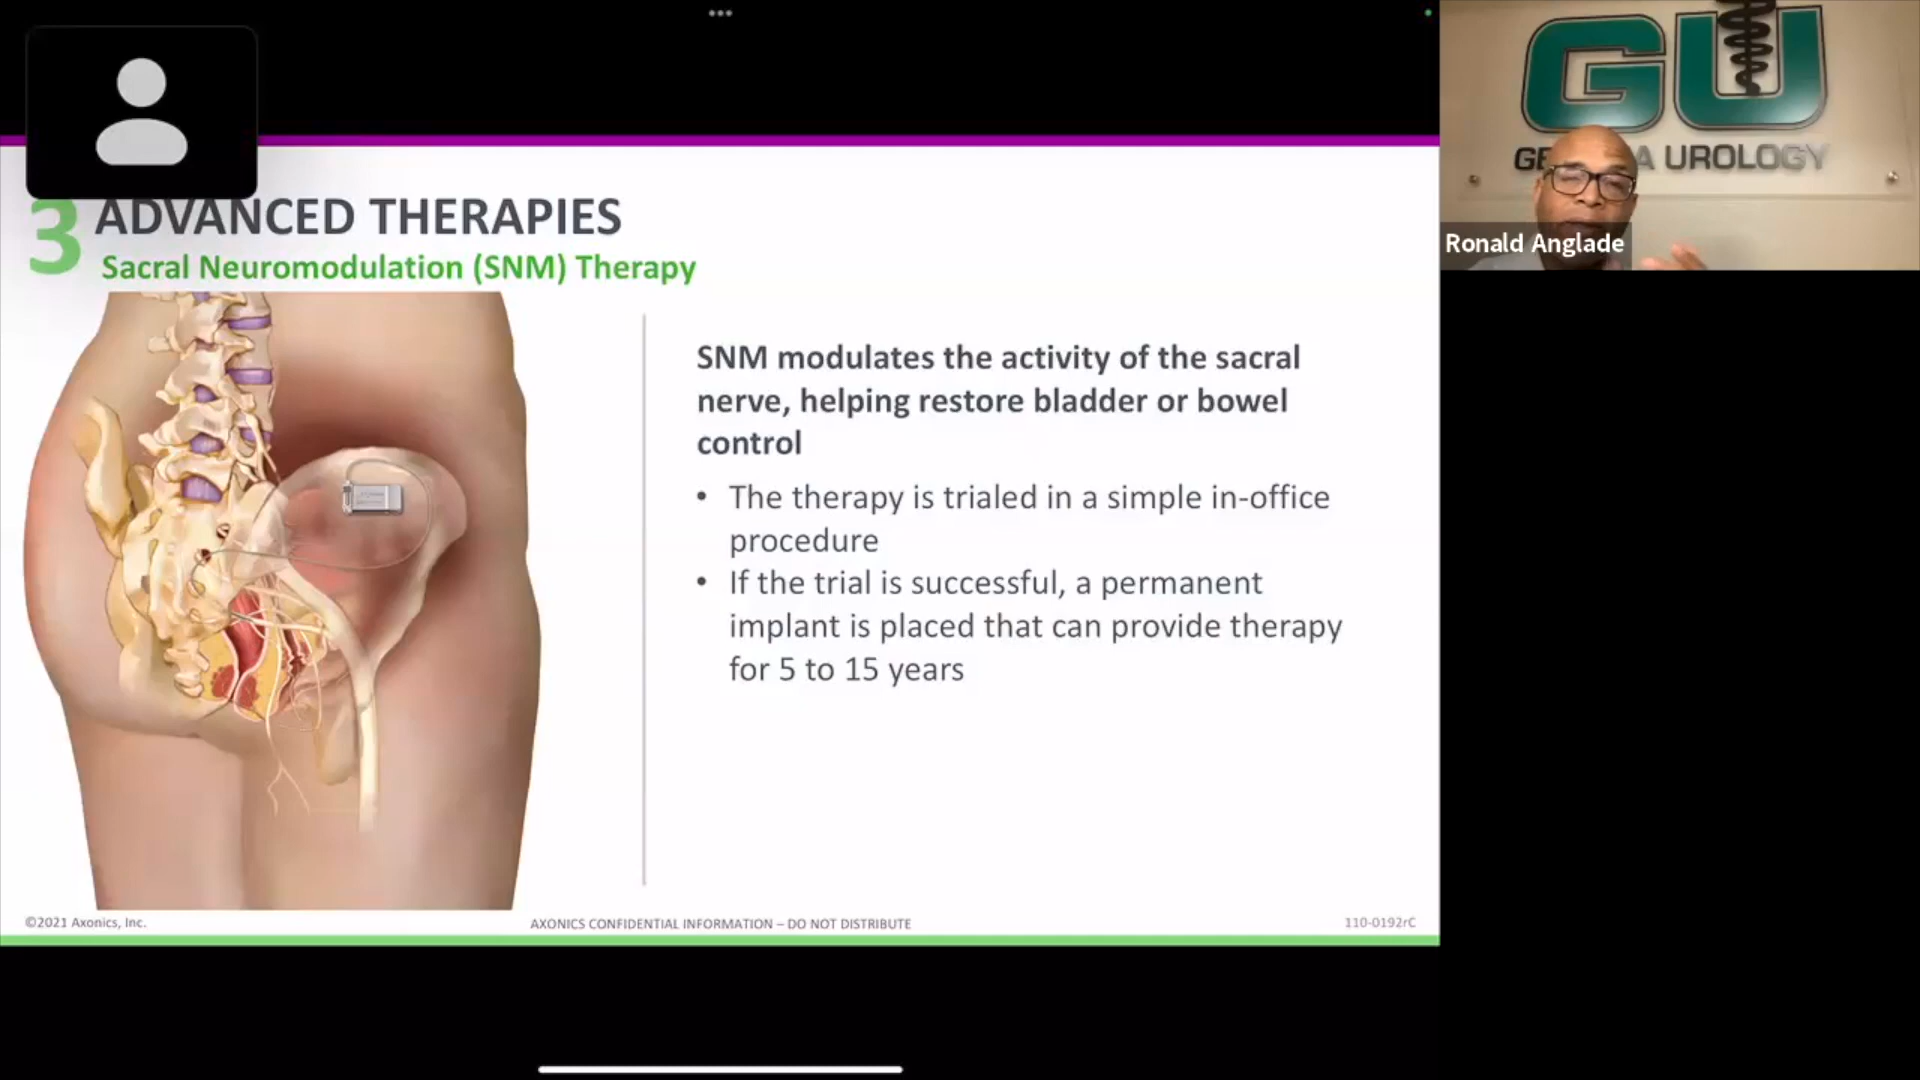 3 ADVANCED THERAPIES
Sacral Neuromodulation (SNM) Therapy
SNM modulates the activity of the sacral
nerve, helping restore bladder or bowel
control
• The therapy is trialed in a simple in-office
procedure
• If the trial is successful, a permanent
implant is placed that can provide therapy
for 5 to 15 years
©2021 Axonics, Inc.
AXONICS CONFIDENTIAL INFORMATION – DO NOT DISTRIBUTE
110-0192rC
GU
GE A UROLOGY
Ronald Anglade